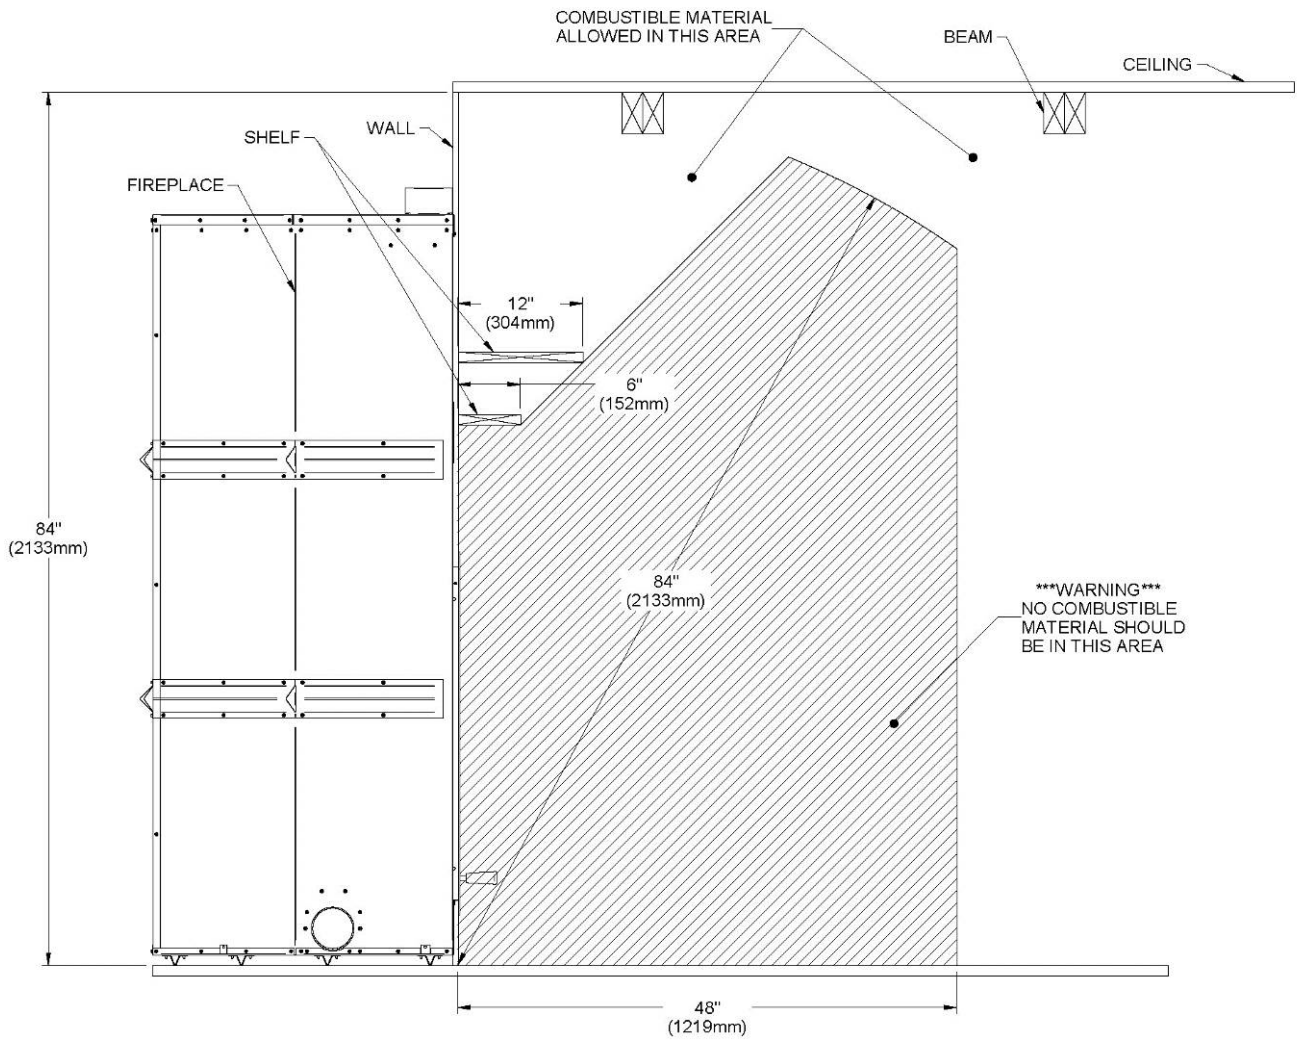 COMBUSTIBLE MATERIAL
ALLOWED IN THIS AREA
BEAM
CEILING
WALL
SHELF
FIREPLACE
12"
(304mm)
6"
(152mm)
84"
(2133mm)
84"
(2133mm)
***WARNING***
NO COMBUSTIBLE
MATERIAL SHOULD
BE IN THIS AREA
48"
(1219mm)